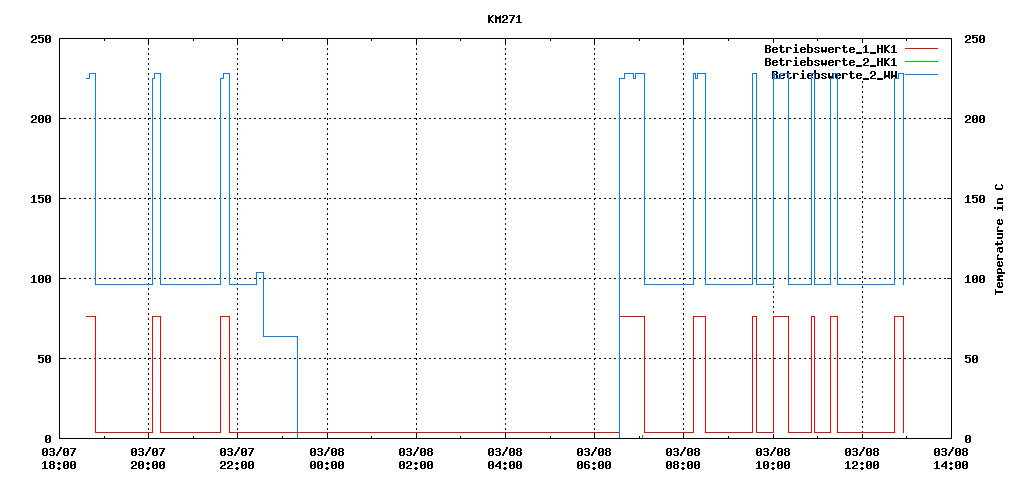 KM271
Betriebswerte_1_HK1
Betriebswerte_2_HK1
Betriebswerte_2_WW
250 250
200 200
150 150
100 100
50 50
0 0
Temperature in C
03/07 03/07 03/07 03/08 03/08 03/08 03/08 03/08 03/08 03/08 03/08
18:00 20:00 22:00 00:00 02:00 04:00 06:00 08:00 10:00 12:00 14:00